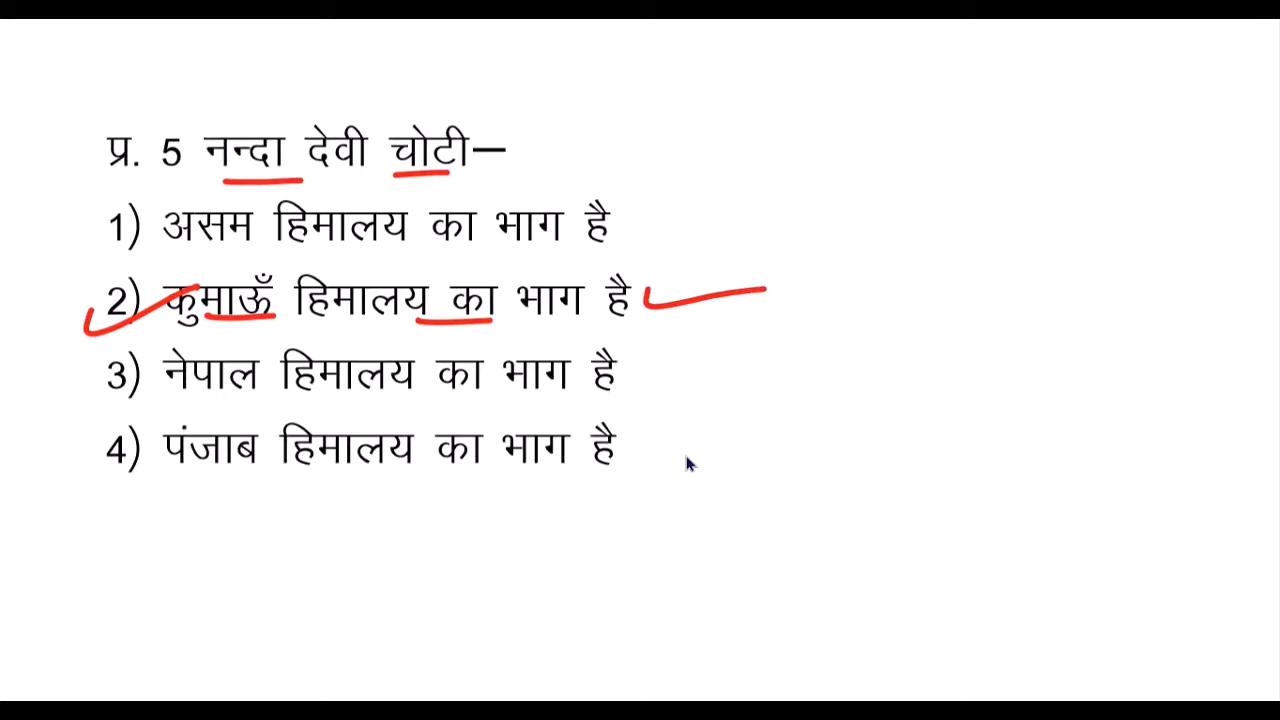 प्र. 5 नन्दा देवी चोटी—
1) असम हिमालय का भाग है
2) कुमाऊँ हिमालय का भाग है
3) नेपाल हिमालय का भाग है
4) पंजाब हिमालय का भाग है